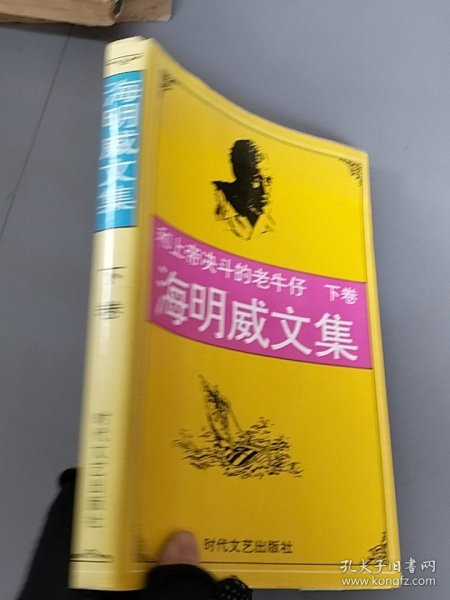 海明威文集
下卷
时代文艺出版社
和上帝决斗的老牛仔 下卷
海明威文集
时代文艺出版社
孔夫子旧书网
www.kongfz.com